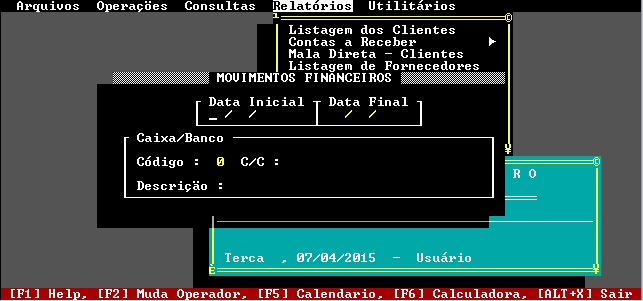 Arquivos Operações Consultas Relatórios Utilitários
Listagem dos Clientes
Contas a Receber
Mala Direta - Clientes
Listagem de Fornecedores
MOVIMENTOS FINANCEIROS
Data Inicial Data Final
_ / / / /
Caixa/Banco
Código : 0 C/C :
Descrição :
R O
Terca , 07/04/2015 - Usuário
[F1] Help, [F2] Muda Operador, [F5] Calendario, [F6] Calculadora, [ALT+X] Sair